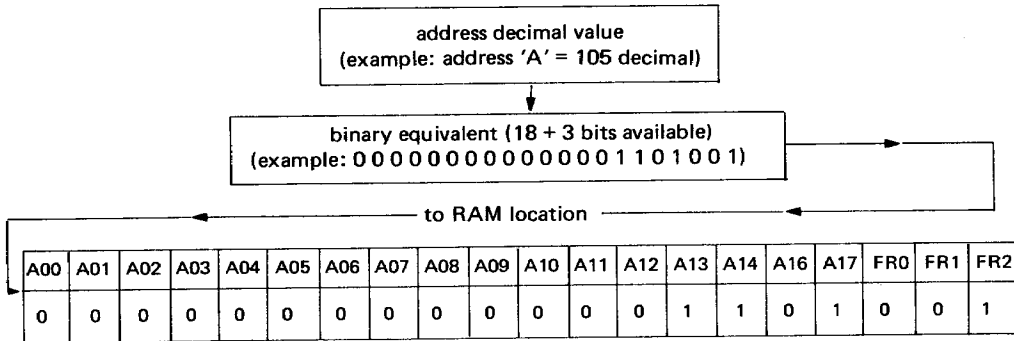 address decimal value
(example: address 'A' = 105 decimal)
binary equivalent (18 + 3 bits available)
(example: 0 0 0 0 0 0 0 0 0 0 0 0 0 0 1 1 0 1 0 0 1)
to RAM location
A00 A01 A02 A03 A04 A05 A06 A07 A08 A09 A10 A11 A12 A13 A14 A16 A17 FR0 FR1 FR2
0 0 0 0 0 0 0 0 0 0 0 0 0 1 1 0 1 0 0 1